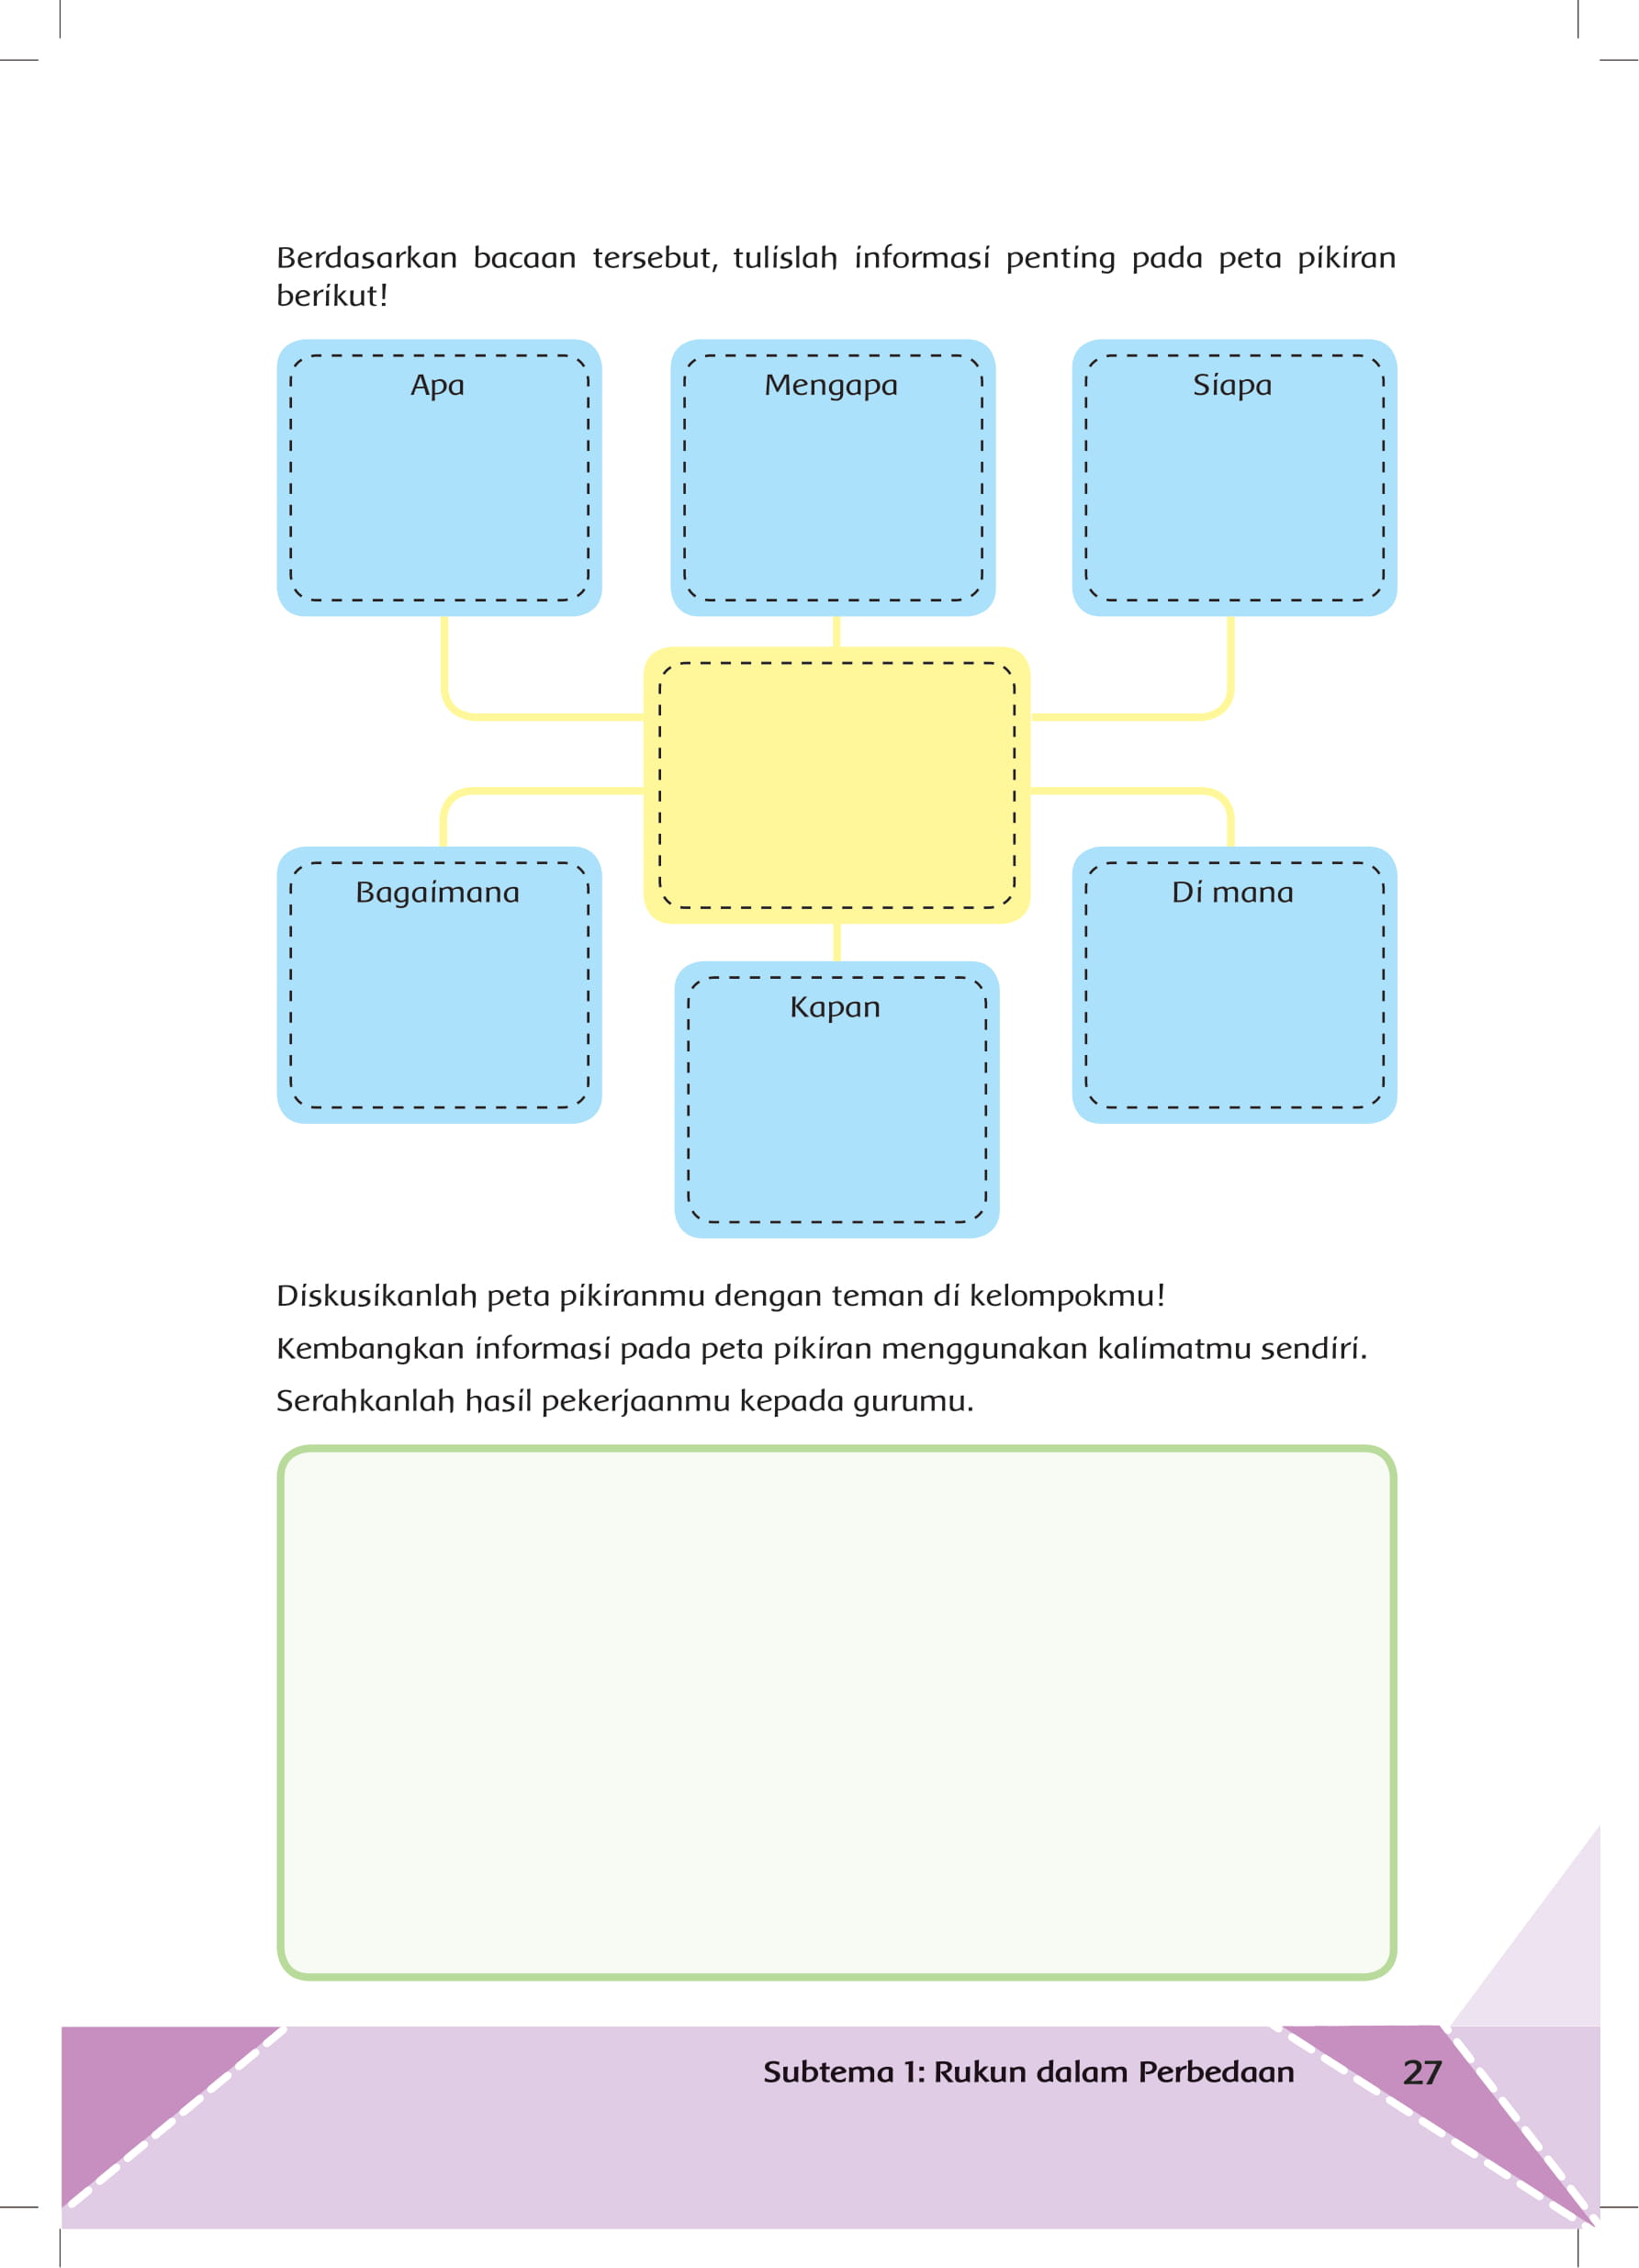 Berdasarkan bacaan tersebut, tulislah informasi penting pada peta pikiran
berikut!
Apa
Mengapa
Siapa
Bagaimana
Di mana
Kapan
Diskusikanlah peta pikiranmu dengan teman di kelompokmu!
Kembangkan informasi pada peta pikiran menggunakan kalimatmu sendiri.
Serahkanlah hasil pekerjaanmu kepada gurumu.
Subtema 1: Rukun dalam Perbedaan
27